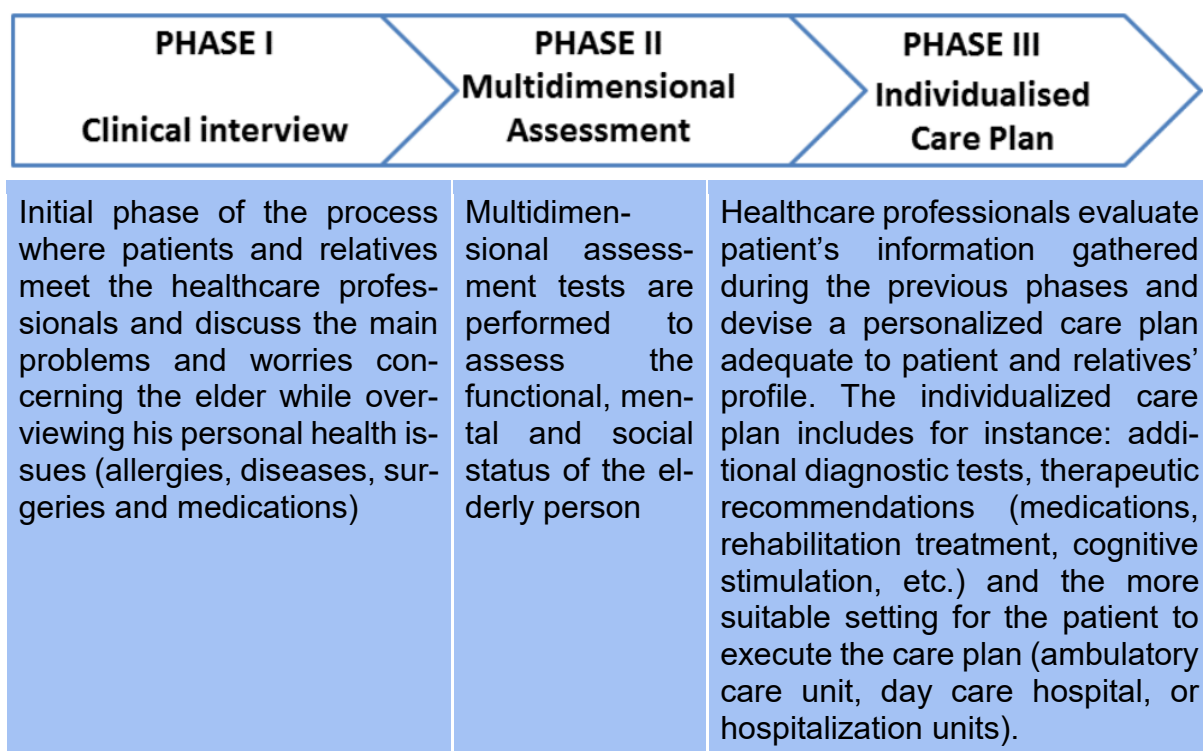 PHASE I
Clinical interview
PHASE II
Multidimensional
Assessment
PHASE III
Individualised
Care Plan
Initial phase of the process
where patients and relatives
meet the healthcare profes-
sionals and discuss the main
problems and worries con-
cerning the elder while over-
viewing his personal health is-
sues (allergies, diseases, sur-
geries and medications)
Multidimen-
sional assess-
ment tests are
performed to
assess the
functional, men-
tal and social
status of the el-
derly person
Healthcare professionals evaluate
patient’s information gathered
during the previous phases and
devise a personalized care plan
adequate to patient and relatives’
profile. The individualized care
plan includes for instance: addi-
tional diagnostic tests, therapeutic
recommendations (medications,
rehabilitation treatment, cognitive
stimulation, etc.) and the more
suitable setting for the patient to
execute the care plan (ambulatory
care unit, day care hospital, or
hospitalization units).